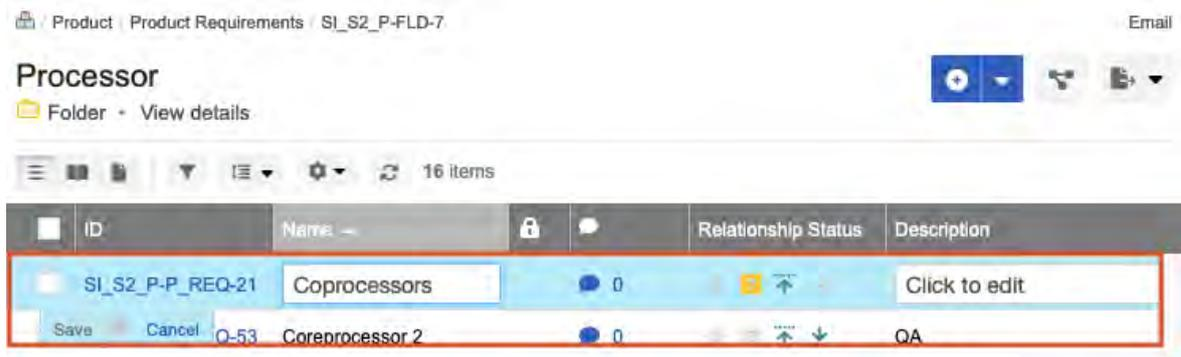 Product / Product Requirements / SI_S2_P-FLD-7 Email
Processor
Folder - View details
16 items
ID Name Relationship Status Description
SI_S2_P-P_REQ-21 Coprocessors 0 Click to edit
Save Cancel Q-53 Coreprocessor 2 0 QA